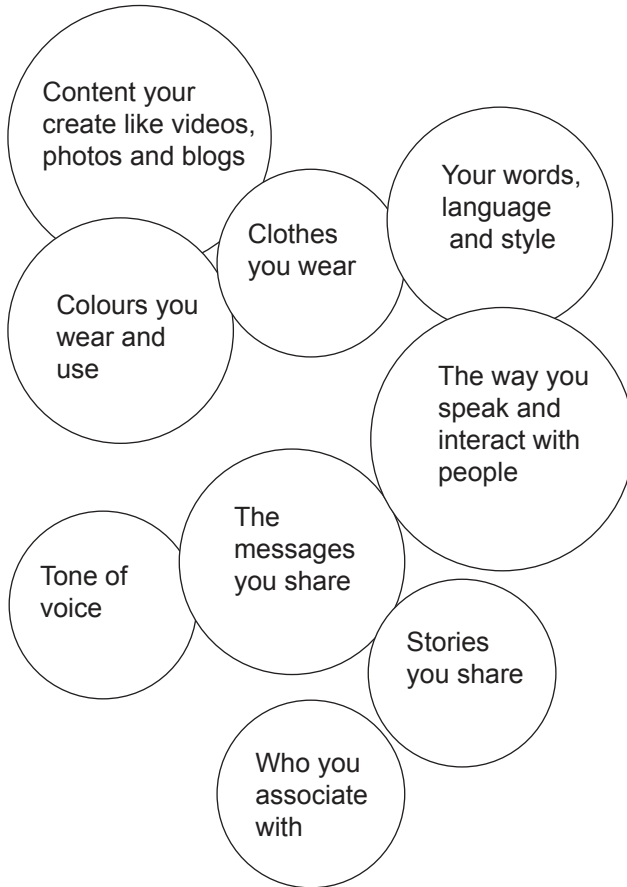 Content your
create like videos,
photos and blogs
Clothes
you wear
Your words,
language
and style
Colours you
wear and
use
The way you
speak and
interact with
people
The
messages
you share
Tone of
voice
Stories
you share
Who you
associate
with